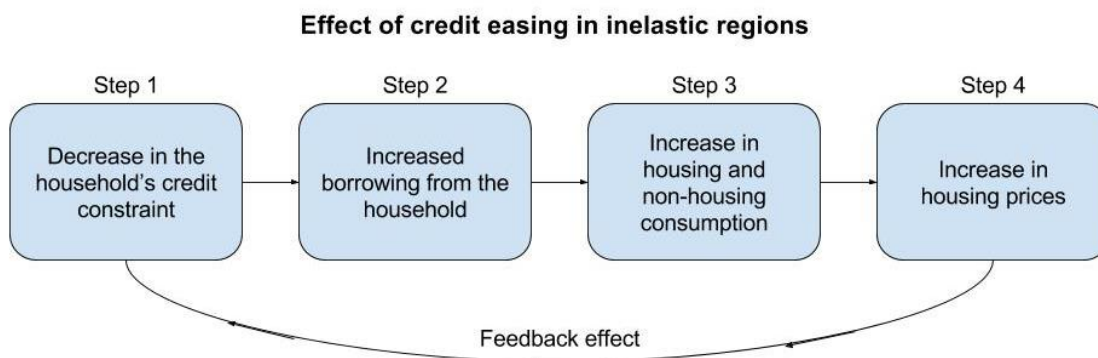 Effect of credit easing in inelastic regions
Step 1
Decrease in the
household's credit
constraint
Step 2
Increased
borrowing from the
household
Step 3
Increase in
housing and
non-housing
consumption
Step 4
Increase in
housing prices
Feedback effect